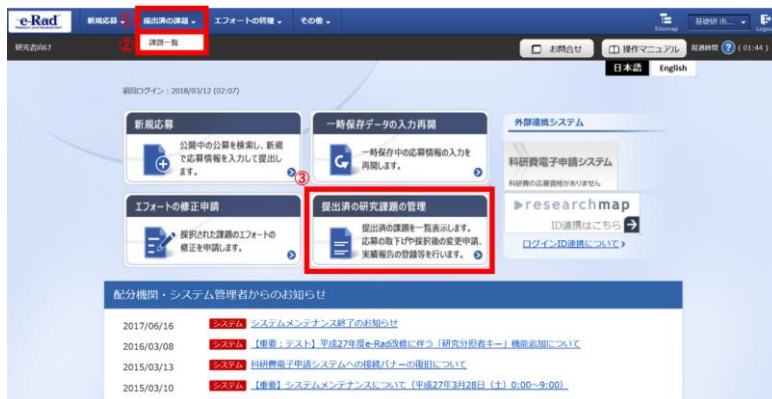 e-Rad
新規応募
①
提出済の課題
エフォートの管理
その他
Sitemap
基礎研 市...
Logout
研究者向け
②
課題一覧
お問合せ
操作マニュアル
経過時間 ? ( 01:44 )
日本語 English
前回ログイン : 2018/03/12 (02:07)
新規応募
公開中の公募を検索し、新規
で応募情報を入力して提出し
ます。
一時保存データの入力再開
一時保存中の応募情報の入力を
再開します。
外部連携システム
科研費電子申請システム
科研費の応募資格がありません
③
エフォートの修正申請
採択された課題のエフォートの
修正を申請します。
提出済の研究課題の管理
提出済の課題を一覧表示します。
応募の取下げや採択後の変更申請、
実績報告の登録等を行います。
researchmap
ID連携はこちら
ログインID連携について
配分機関・システム管理者からのお知らせ
2017/06/16 システム システムメンテナンス終了のお知らせ
2016/03/08 システム 【重要：テスト】平成27年度e-Rad改修に伴う「研究分担者キー」機能追加について
2015/03/13 システム 科研費電子申請システムへの接続バナーの復旧について
2015/03/10 システム 【重要】システムメンテナンスについて（平成27年3月28日（土）0:00～9:00）